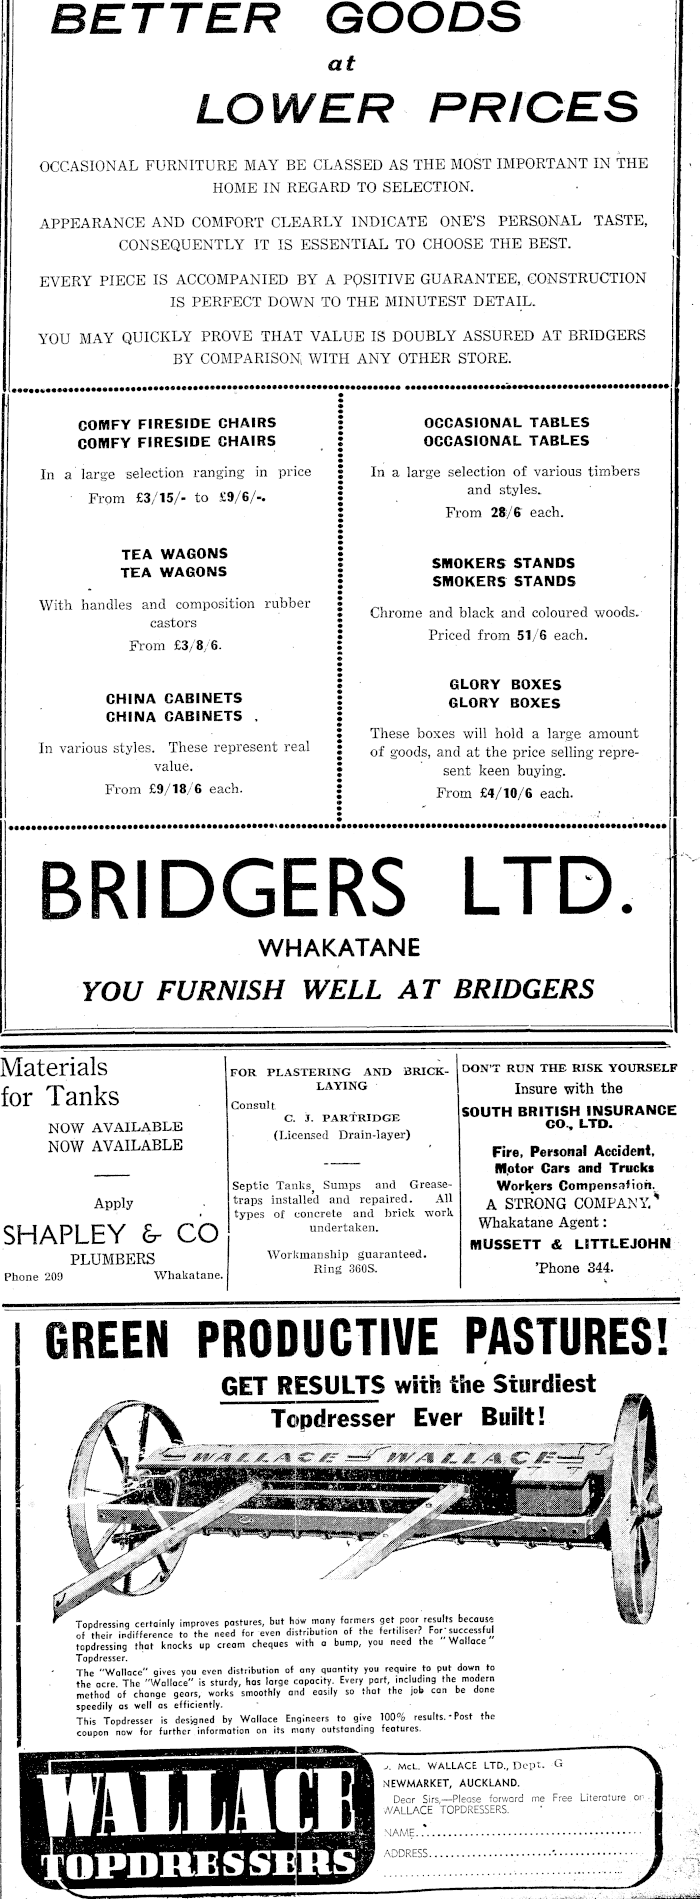 BETTER GOODS
at
LOWER PRICES
OCCASIONAL FURNITURE MAY BE CLASSED AS THE MOST IMPORTANT IN THE
HOME IN REGARD TO SELECTION.
APPEARANCE AND COMFORT CLEARLY INDICATE ONE'S PERSONAL TASTE,
CONSEQUENTLY IT IS ESSENTIAL TO CHOOSE THE BEST.
EVERY PIECE IS ACCOMPANIED BY A POSITIVE GUARANTEE, CONSTRUCTION
IS PERFECT DOWN TO THE MINUTEST DETAIL.
YOU MAY QUICKLY PROVE THAT VALUE IS DOUBLY ASSURED AT BRIDGERS
BY COMPARISON WITH ANY OTHER STORE.
COMFY FIRESIDE CHAIRS
COMFY FIRESIDE CHAIRS
In a large selection ranging in price
From £3/15/- to £9/6/-.
TEA WAGONS
TEA WAGONS
With handles and composition rubber
castors
From £3/8/6.
CHINA CABINETS
CHINA CABINETS
In various styles. These represent real
value.
From £9/18/6 each.
OCCASIONAL TABLES
OCCASIONAL TABLES
In a large selection of various timbers
and styles.
From 28/6 each.
SMOKERS STANDS
SMOKERS STANDS
Chrome and black and coloured woods.
Priced from 51/6 each.
GLORY BOXES
GLORY BOXES
These boxes will hold a large amount
of goods, and at the price selling repre-
sent keen buying.
From £4/10/6 each.
BRIDGERS LTD.
WHAKATANE
YOU FURNISH WELL AT BRIDGERS
Materials
for Tanks
NOW AVAILABLE
NOW AVAILABLE
Apply
SHAPLEY & CO
PLUMBERS
Phone 209 Whakatane.
FOR PLASTERING AND BRICK-
LAYING
Consult
C. J. PARTRIDGE
(Licensed Drain-layer)
Septic Tanks, Sumps and Grease-
traps installed and repaired. All
types of concrete and brick work
undertaken.
Workmanship guaranteed.
Ring 360S.
DON'T RUN THE RISK YOURSELF
Insure with the
SOUTH BRITISH INSURANCE
CO., LTD.
Fire, Personal Accident,
Motor Cars and Trucks
Workers Compensation.
A STRONG COMPANY.
Whakatane Agent:
MUSSETT & LITTLEJOHN
'Phone 344.
GREEN PRODUCTIVE PASTURES!
GET RESULTS with the Sturdiest
Topdresser Ever Built!
WALLACE WALLACE
Topdressing certainly improves pastures, but how many farmers get poor results because
of their indifference to the need for even distribution of the fertiliser? For successful
topdressing that knocks up cream cheques with a bump, you need the "Wallace"
Topdresser.
The "Wallace" gives you even distribution of any quantity you require to put down to
the acre. The "Wallace" is sturdy, has large capacity. Every part, including the modern
method of change gears, works smoothly and easily so that the job can be done
speedily as well as efficiently.
This Topdresser is designed by Wallace Engineers to give 100% results. Post the
coupon now for further information on its many outstanding features.
WALLACE
TOPDRESSERS
J. McL. WALLACE LTD., Dept. G
NEWMARKET, AUCKLAND.
Dear Sirs,—Please forward me Free Literature on
WALLACE TOPDRESSERS.
NAME
ADDRESS